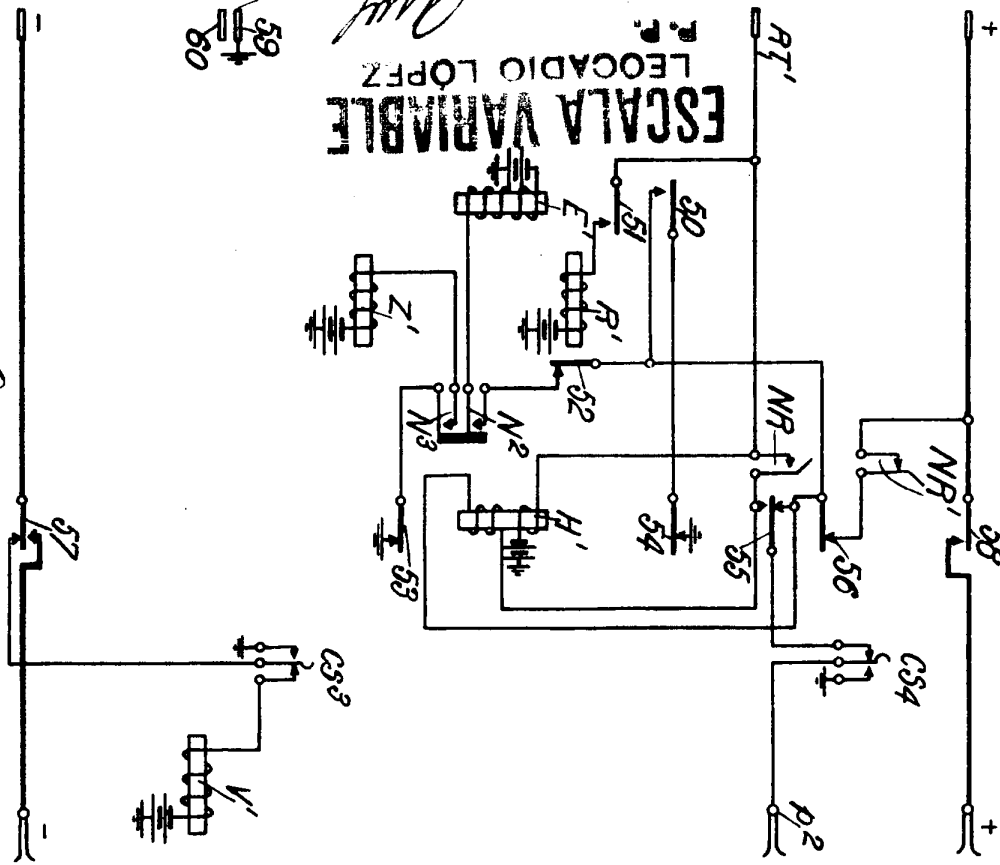 -
+
60
59
AT'
ESCALA VARIABLE
LEOCADIO LÓPEZ
P. P.
E'
51
50
Z'
R'
52
N3
N2
NR
NR'
58
57
53
H'
54
55
56
CS3
CS4
V'
P2
-
+